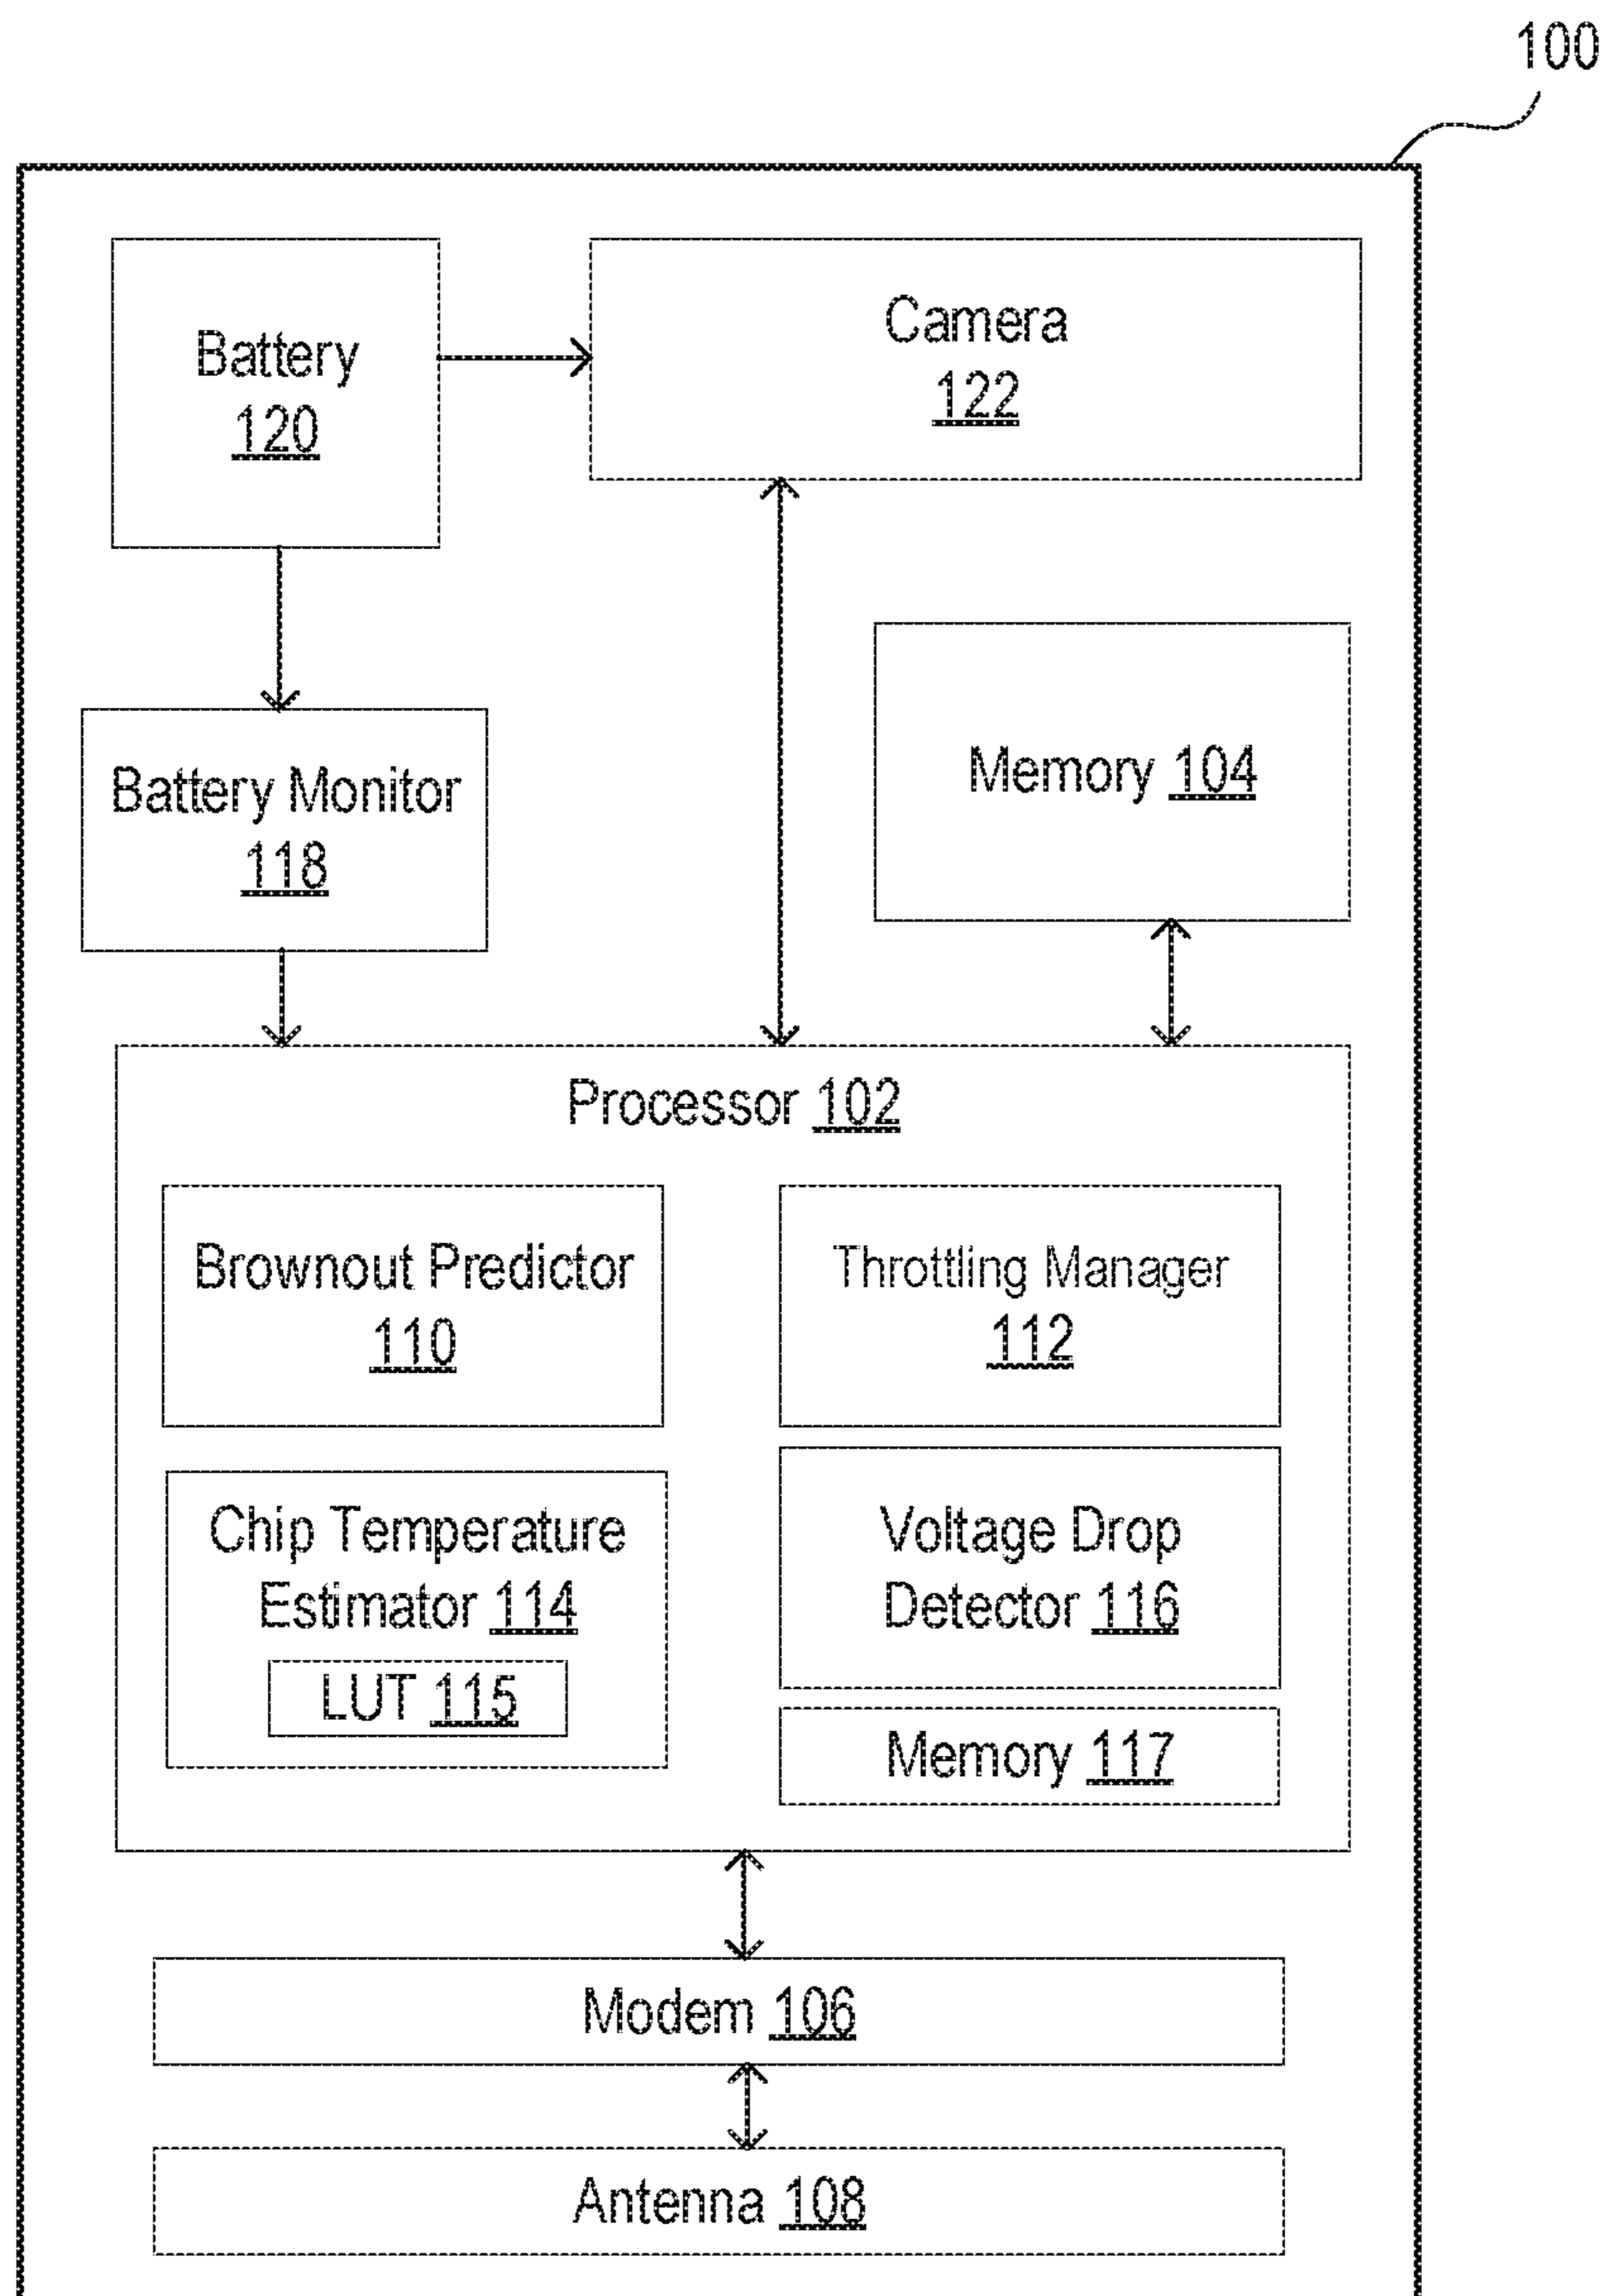 100
Battery
120
Camera
122
Battery Monitor
118
Memory 104
Processor 102
Brownout Predictor
110
Throttling Manager
112
Chip Temperature
Estimator 114
LUT 115
Voltage Drop
Detector 116
Memory 117
Modem 106
Antenna 108